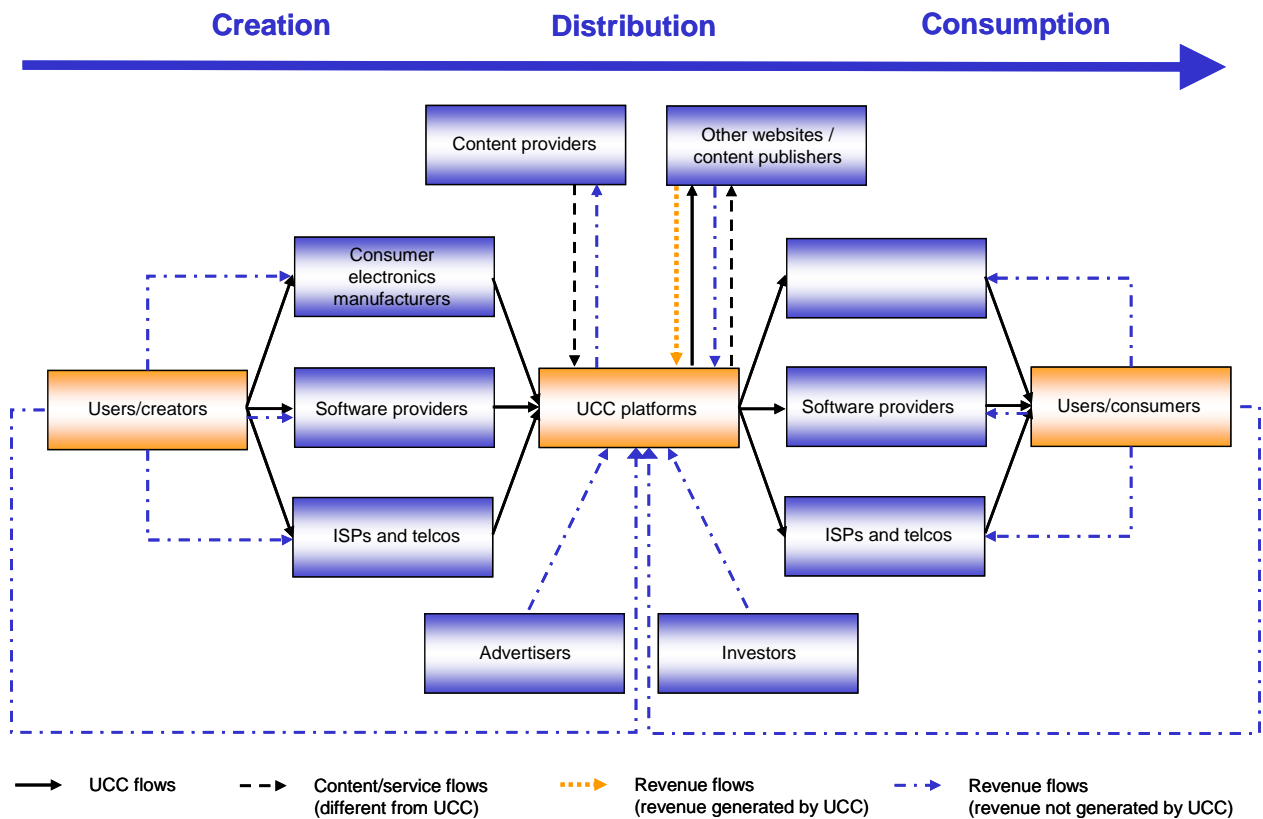 Creation
Distribution
Consumption
Content providers
Other websites /
content publishers
Consumer
electronics
manufacturers
Users/creators
Software providers
UCC platforms
Software providers
Users/consumers
ISPs and telcos
ISPs and telcos
Advertisers
Investors
UCC flows
Content/service flows
(different from UCC)
Revenue flows
(revenue generated by UCC)
Revenue flows
(revenue not generated by UCC)